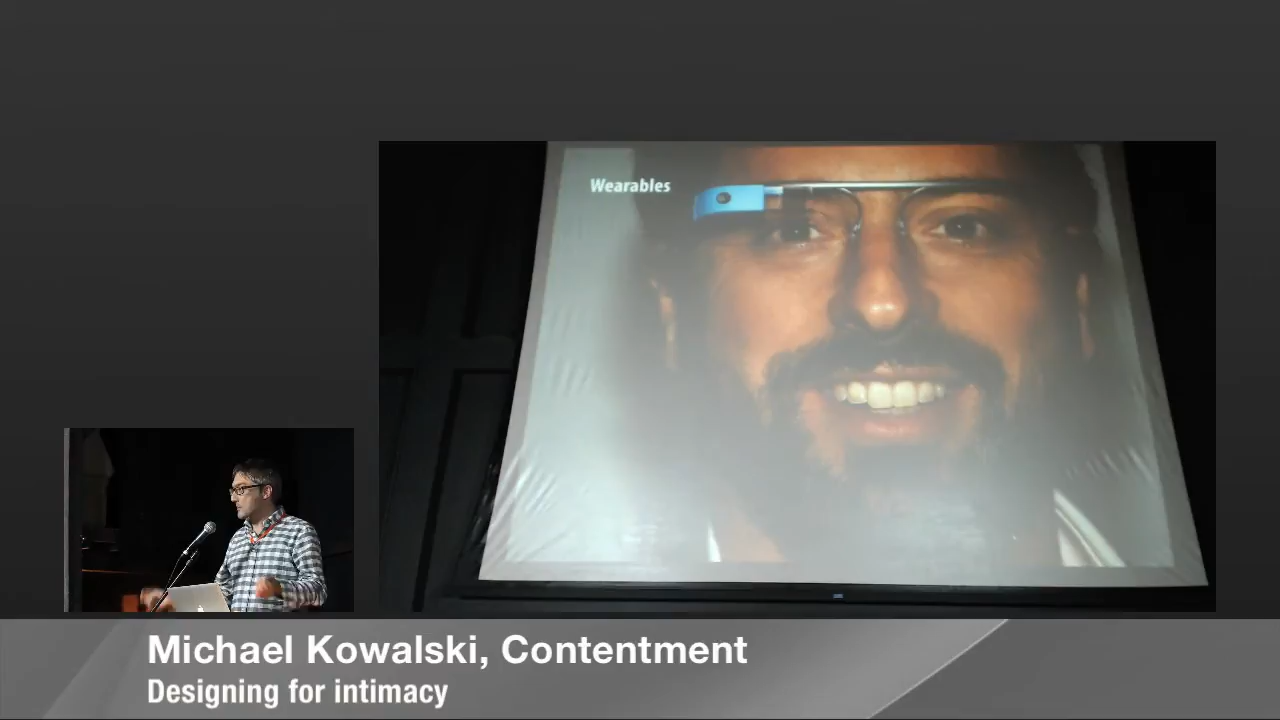 Wearables
Michael Kowalski, Contentment
Designing for intimacy